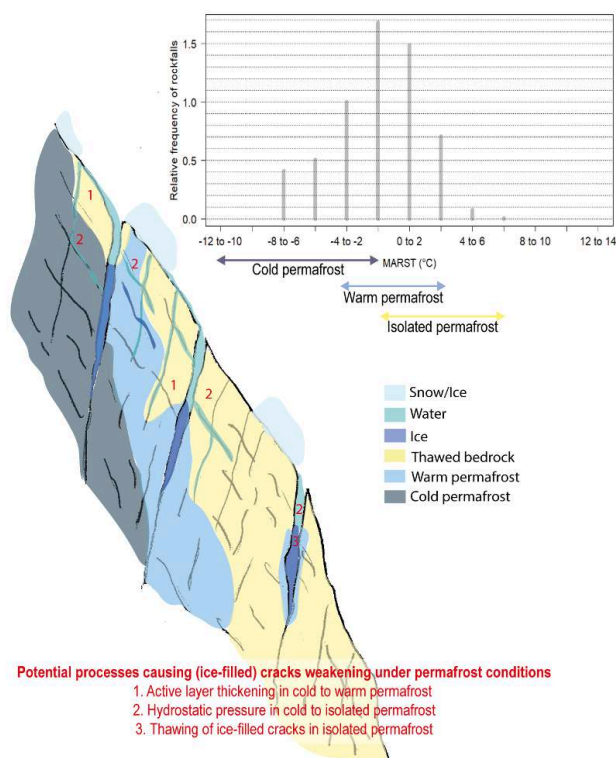 Relative frequency of rockfalls
1.5
1.0
0.5
0.0
-12 to -10
-8 to -6
-4 to -2
0 to 2
4 to 6
8 to 10
12 to 14
MARST (°C)
Cold permafrost
Warm permafrost
Isolated permafrost
1
2
2
1
2
2
3
Snow/Ice
Water
Ice
Thawed bedrock
Warm permafrost
Cold permafrost
Potential processes causing (ice-filled) cracks weakening under permafrost conditions
1. Active layer thickening in cold to warm permafrost
2. Hydrostatic pressure in cold to isolated permafrost
3. Thawing of ice-filled cracks in isolated permafrost